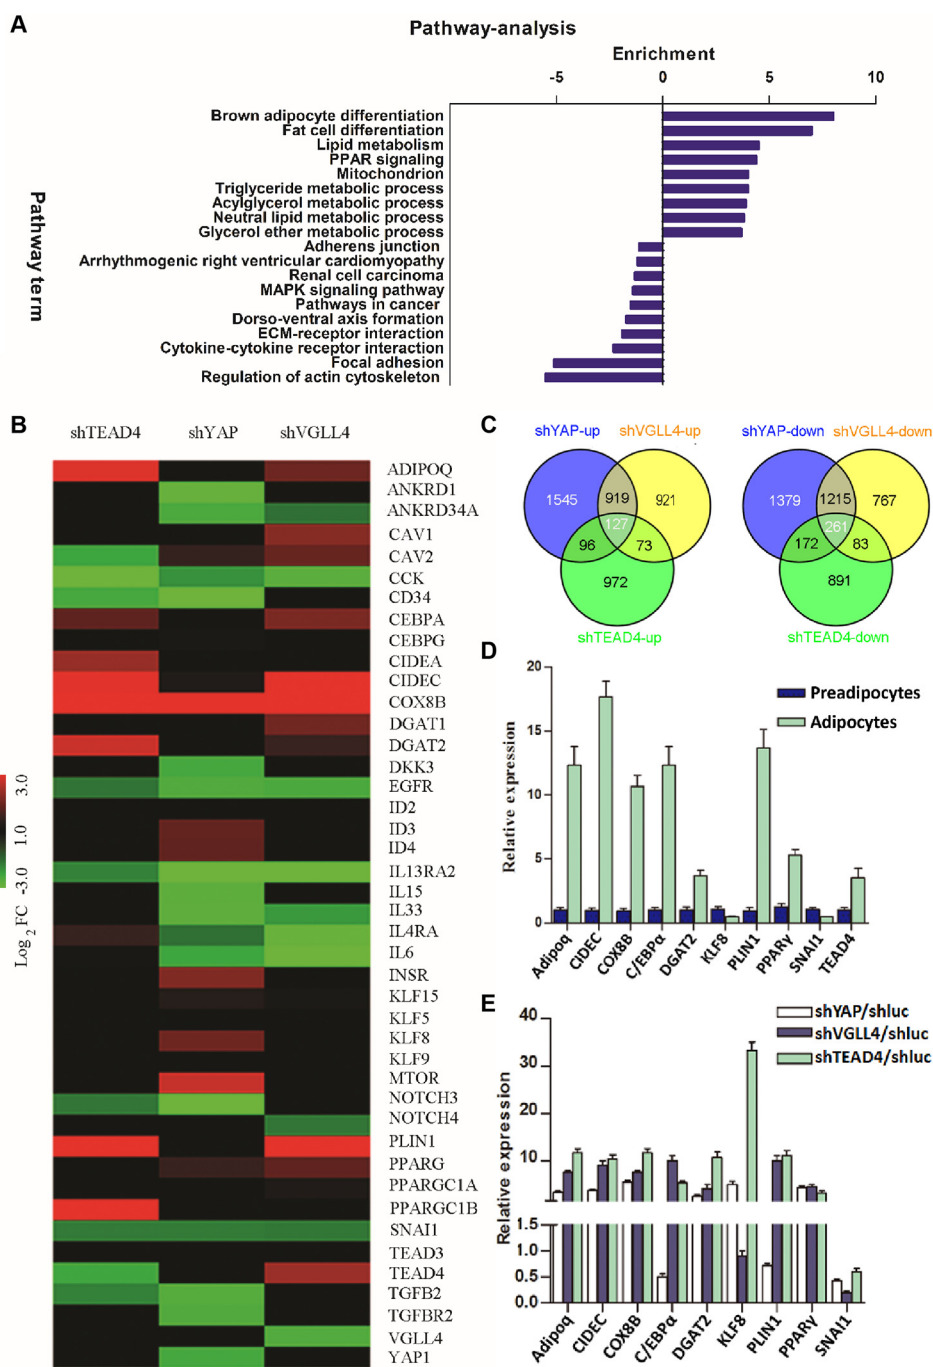 A
Pathway-analysis
Enrichment
-5 0 5 10
Pathway term
Brown adipocyte differentiation
Fat cell differentiation
Lipid metabolism
PPAR signaling
Mitochondrion
Triglyceride metabolic process
Acylglycerol metabolic process
Neutral lipid metabolic process
Glycerol ether metabolic process
Adherens junction
Arrhythmogenic right ventricular cardiomyopathy
Renal cell carcinoma
MAPK signaling pathway
Pathways in cancer
Dorso-ventral axis formation
ECM-receptor interaction
Cytokine-cytokine receptor interaction
Focal adhesion
Regulation of actin cytoskeleton
B
shTEAD4 shYAP shVGLL4
ADIPOQ
ANKRD1
ANKRD34A
CAV1
CAV2
CCK
CD34
CEBPA
CEBPG
CIDEA
CIDEC
COX8B
DGAT1
DGAT2
DKK3
EGFR
ID2
ID3
ID4
IL13RA2
IL15
IL33
IL4RA
IL6
INSR
KLF15
KLF5
KLF8
KLF9
MTOR
NOTCH3
NOTCH4
PLIN1
PPARG
PPARGC1A
PPARGC1B
SNAI1
TEAD3
TEAD4
TGFB2
TGFBR2
VGLL4
YAP1
Log2 FC
-3.0 1.0 3.0
C
shYAP-up shVGLL4-up
1545 919 921
127
96 73
972
shTEAD4-up
shYAP-down shVGLL4-down
1379 1215 767
261
172 83
891
shTEAD4-down
D
Relative expression
20
15
10
5
0
Preadipocytes
Adipocytes
Adipoq CIDEC COX8B C/EBPα DGAT2 KLF8 PLIN1 PPARγ SNAI1 TEAD4
E
Relative expression
40
30
20
10
1.5
1.0
0.5
0.0
shYAP/shluc
shVGLL4/shluc
shTEAD4/shluc
Adipoq CIDEC COX8B C/EBPα DGAT2 KLF8 PLIN1 PPARγ SNAI1